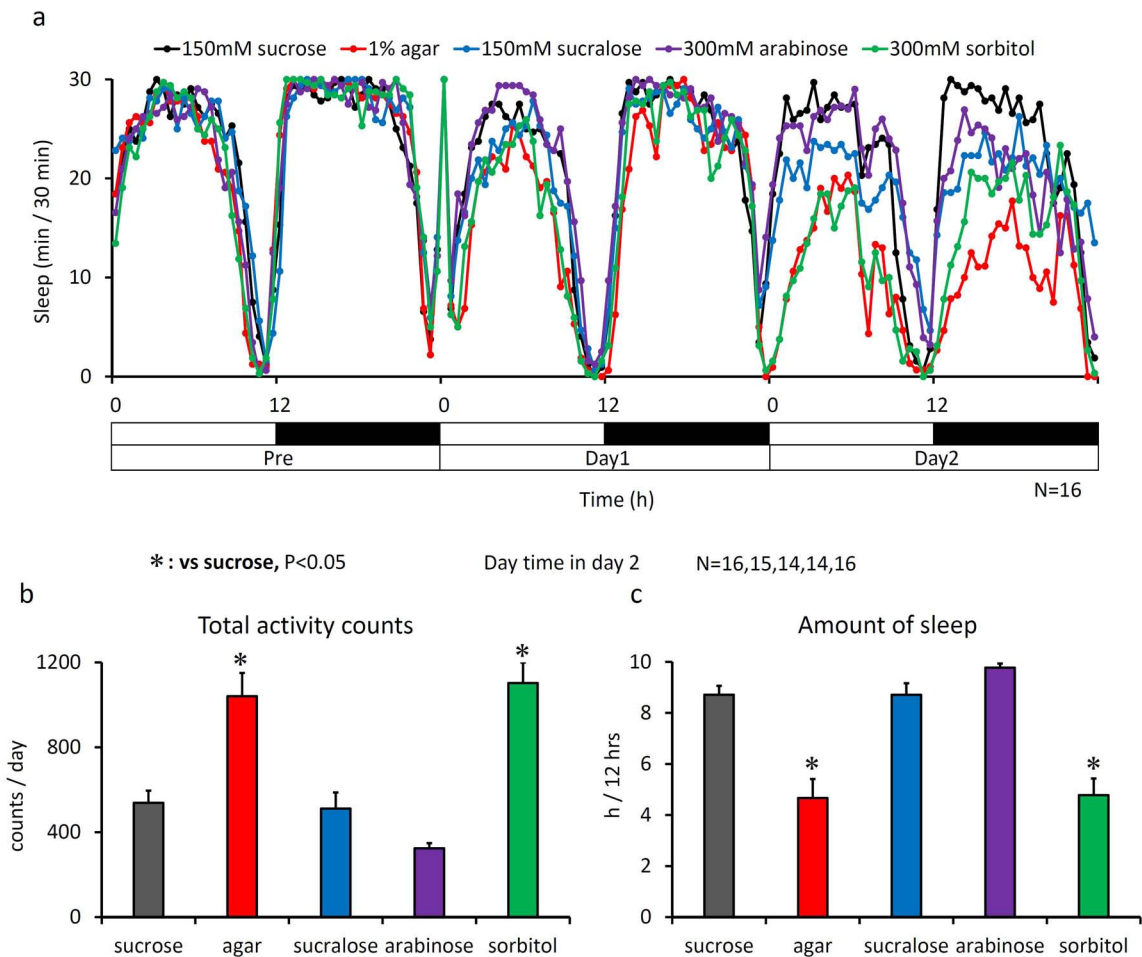 a
150mM sucrose 1% agar 150mM sucralose 300mM arabinose 300mM sorbitol
30
20
10
0
Sleep (min / 30 min)
0 12 0 12 0 12
Pre Day1 Day2
Time (h)
N=16
* : vs sucrose, P<0.05 Day time in day 2 N=16,15,14,14,16
b
Total activity counts
1200
800
400
0
counts / day
* *
sucrose agar sucralose arabinose sorbitol
c
Amount of sleep
10
8
6
4
2
0
h / 12 hrs
* *
sucrose agar sucralose arabinose sorbitol